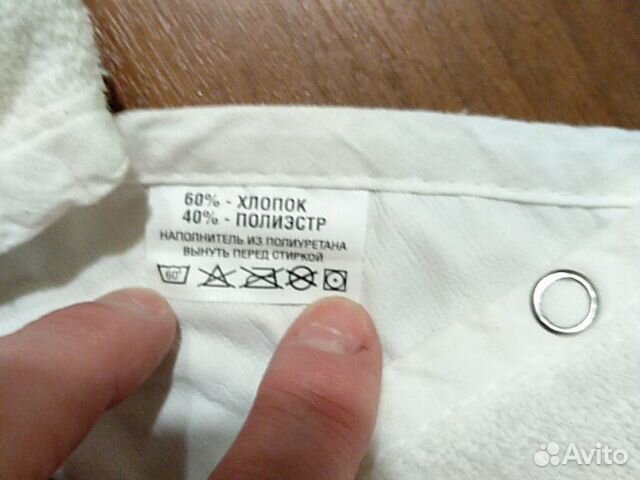 60% - ХЛОПОК
40% - ПОЛИЭСТР
НАПОЛНИТЕЛЬ ИЗ ПОЛИУРЕТАНА
ВЫНУТЬ ПЕРЕД СТИРКОЙ
60°
Avito